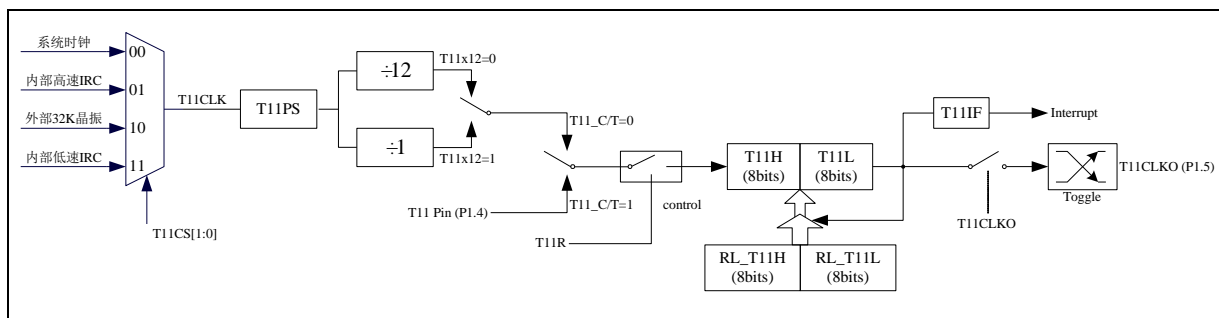 系统时钟
00
内部高速IRC
01
外部32K晶振
10
内部低速IRC
11
T11CS[1:0]
T11CLK
T11PS
÷12
÷1
T11x12=0
T11x12=1
T11_C/T=0
T11_C/T=1
T11 Pin (P1.4)
T11R
control
T11H
(8bits)
T11L
(8bits)
RL_T11H
(8bits)
RL_T11L
(8bits)
T11IF
Interrupt
T11CLKO
T11CLKO (P1.5)
Toggle